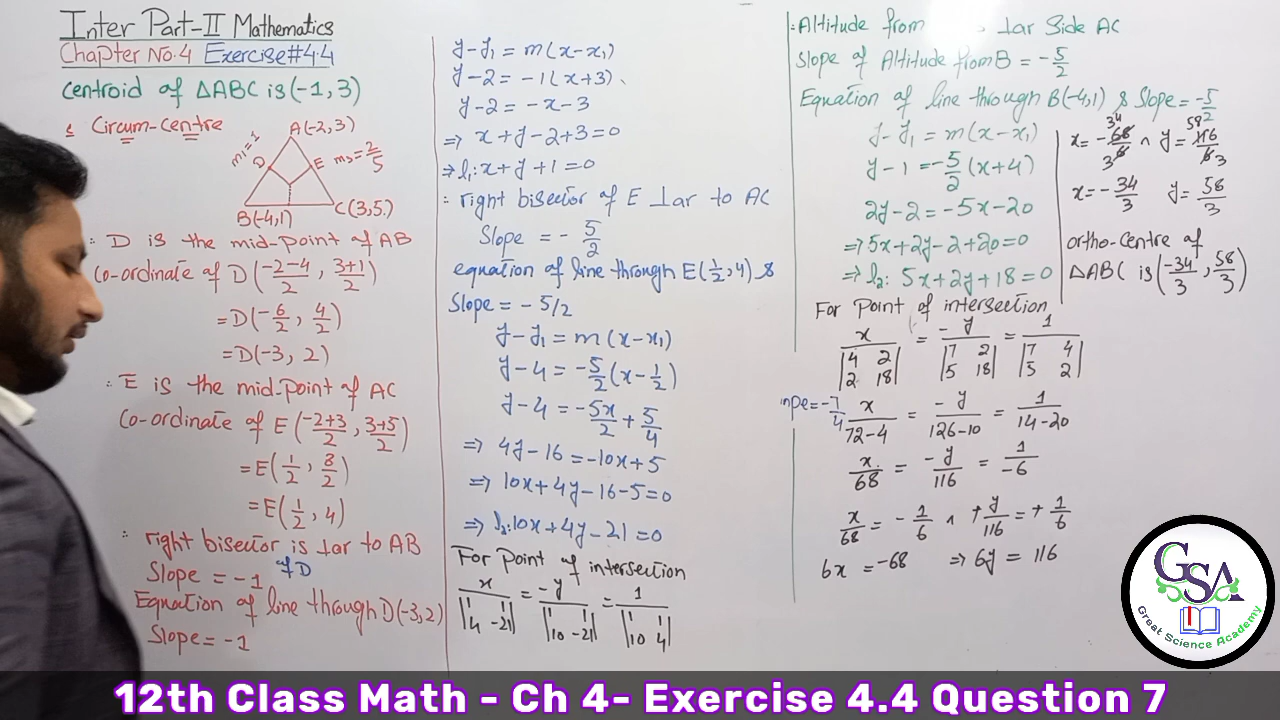 Inter Part-II Mathematics
Chapter No.4 Exercise#4.4
centroid of ΔABC is (-1, 3)
Circum-centre
A(-2,3)
m₁=1
D
E
m₂=2/5
B(-4,1)
C(3,5)
∵ D is the mid-point of AB
Co-ordinate of D(-2-4/2, 3+1/2)
=D(-6/2, 4/2)
=D(-3, 2)
∵ E is the mid-point of AC
Co-ordinate of E(-2+3/2, 3+5/2)
=E(1/2, 8/2)
=E(1/2, 4)
∵ right bisector is ⊥ar to AB
of D
Slope = -1
Equation of line through D(-3,2)
Slope = -1
y-y₁ = m(x-x₁)
y-2 = -1(x+3)
y-2 = -x-3
⇒ x+y-2+3=0
⇒ l₁: x+y+1=0
∵ right bisector of E ⊥ar to AC
Slope = -5/2
equation of line through E(1/2,4) &
Slope = -5/2
y-y₁ = m(x-x₁)
y-4 = -5/2(x-1/2)
y-4 = -5x/2+5/4
⇒ 4y-16=-10x+5
⇒ 10x+4y-16-5=0
⇒ l₂: 10x+4y-21=0
For Point of intersection
x/|1 1 4 -21| = -y/|1 1 10 -21| = 1/|1 1 10 4|
∵ Altitude from ⊥ar Side AC
Slope of Altitude from B = -5/2
Equation of line through B(-4,1) & Slope = -5/2
y-y₁ = m(x-x₁)
y-1 = -5/2(x+4)
2y-2=-5x-20
⇒ 5x+2y-2+20=0
⇒ l₂: 5x+2y+18=0
For Point of intersection
x/|4 2 2 18| = -y/|7 2 5 18| = 1/|7 4 5 2|
ope=-7/4
x/72-4 = -y/126-10 = 1/14-20
x/68 = -y/116 = 1/-6
x/68 = -1/6 ∧ +y/116 = +1/6
6x = -68 ⇒ 6y = 116
x = -68/6 34 3 ∧ y = 116/6 58 3
x = -34/3 y = 58/3
ortho-centre of
ΔABC is (-34/3, 58/3)
GSA
Great Science Academy
12th Class Math - Ch 4- Exercise 4.4 Question 7